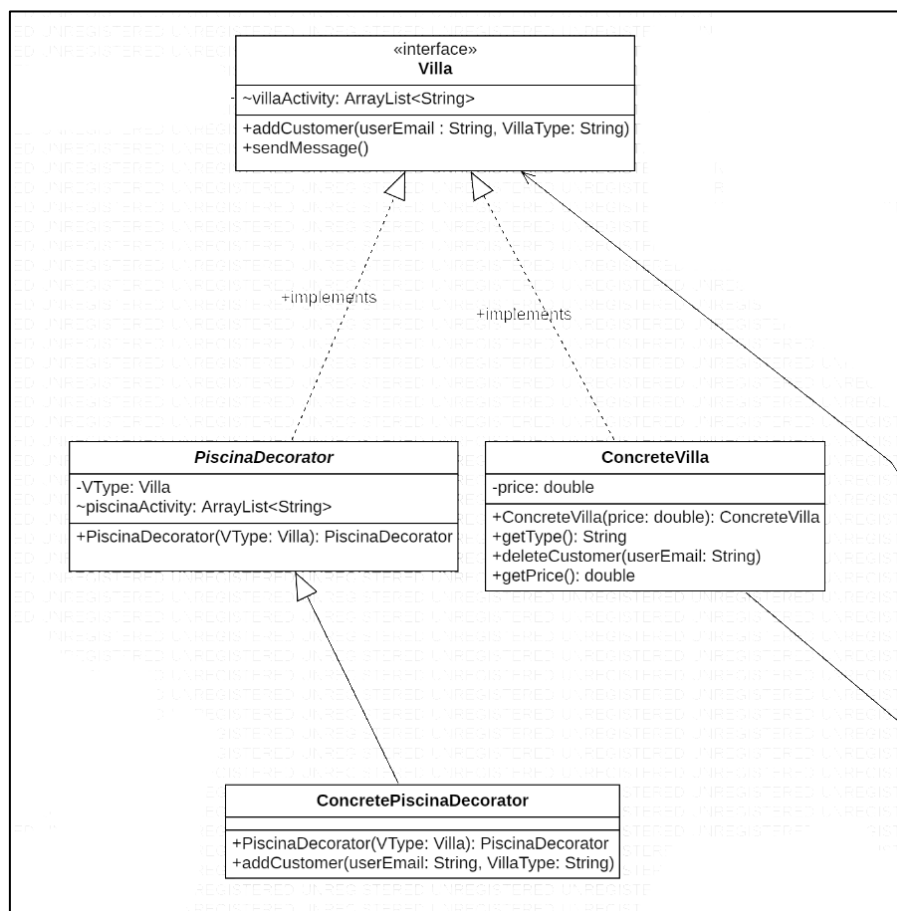 «interface»
Villa
~villaActivity: ArrayList<String>
+addCustomer(userEmail : String, VillaType: String)
+sendMessage()
+implements
+implements
PiscinaDecorator
-VType: Villa
~piscinaActivity: ArrayList<String>
+PiscinaDecorator(VType: Villa): PiscinaDecorator
ConcreteVilla
-price: double
+ConcreteVilla(price: double): ConcreteVilla
+getType(): String
+deleteCustomer(userEmail: String)
+getPrice(): double
ConcretePiscinaDecorator
+PiscinaDecorator(VType: Villa): PiscinaDecorator
+addCustomer(userEmail: String, VillaType: String)